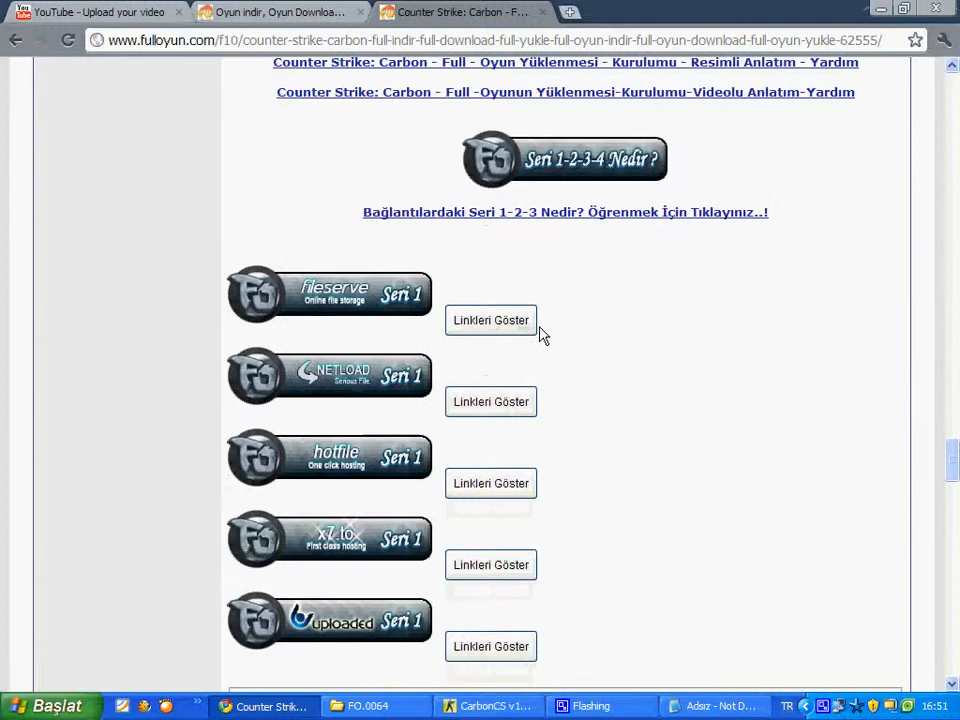 YouTube - Upload your video
Oyun indir, Oyun Downloa...
Counter Strike: Carbon - F...
www.fulloyun.com/f10/counter-strike-carbon-full-indir-full-download-full-yukle-full-oyun-indir-full-oyun-download-full-oyun-yukle-62555/
Counter Strike: Carbon - Full - Oyun Yüklenmesi - Kurulumu - Resimli Anlatım - Yardım
Counter Strike: Carbon - Full -Oyunun Yüklenmesi-Kurulumu-Videolu Anlatım-Yardım
FO Seri 1-2-3-4 Nedir ?
Bağlantılardaki Seri 1-2-3 Nedir? Öğrenmek İçin Tıklayınız..!
FO fileserve Seri 1
Online file storage
Linkleri Göster
FO NETLOAD Seri 1
Serious File
Linkleri Göster
FO hotfile Seri 1
One click hosting
Linkleri Göster
FO x7.to Seri 1
First class hosting
Linkleri Göster
FO uploaded Seri 1
Linkleri Göster
Başlat
Counter Strik...
FO.0064
CarbonCS v1...
Flashing
Adsız - Not D...
TR
16:51